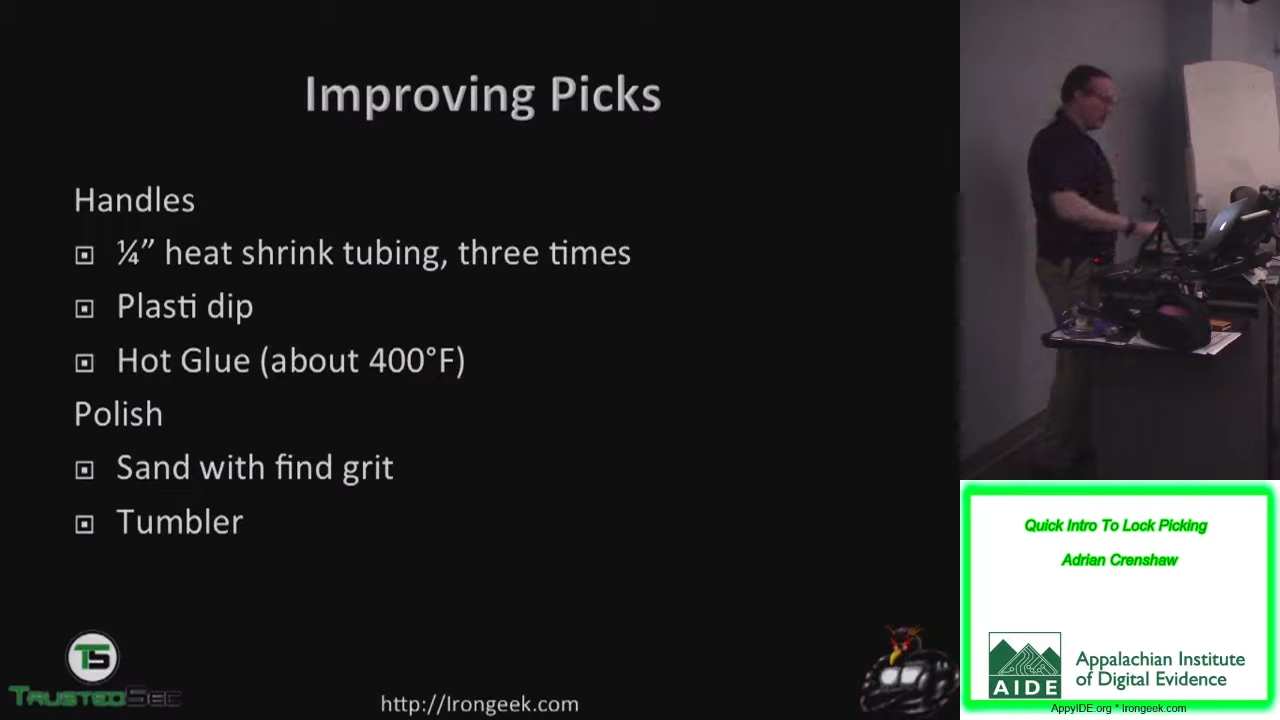 Improving Picks
Handles
¼” heat shrink tubing, three times
Plasti dip
Hot Glue (about 400°F)
Polish
Sand with find grit
Tumbler
TS
TRUSTEDSEC
http://Irongeek.com
Quick Intro To Lock Picking
Adrian Crenshaw
AIDE
Appalachian Institute
of Digital Evidence
AppyIDE.org * Irongeek.com